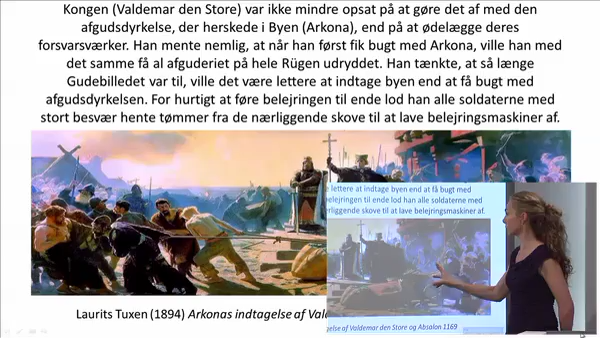 Kongen (Valdemar den Store) var ikke mindre opsat på at gøre det af med den
afgudsdyrkelse, der herskede i Byen (Arkona), end på at ødelægge deres
forsvarsværker. Han mente nemlig, at når han først fik bugt med Arkona, ville han med
det samme få al afguderiet på hele Rügen udryddet. Han tænkte, at så længe
Gudebilledet var til, ville det være lettere at indtage byen end at få bugt med
afgudsdyrkelsen. For hurtigt at føre belejringen til ende lod han alle soldaterne med
stort besvær hente tømmer fra de nærliggende skove til at lave belejringsmaskiner af.
lettere at indtage byen end at få bugt med
elejringen til ende lod han alle soldaterne med
rliggende skove til at lave belejringsmaskiner af.
Laurits Tuxen (1894) Arkonas indtagelse af Val
else af Valdemar den Store og Absalon 1169